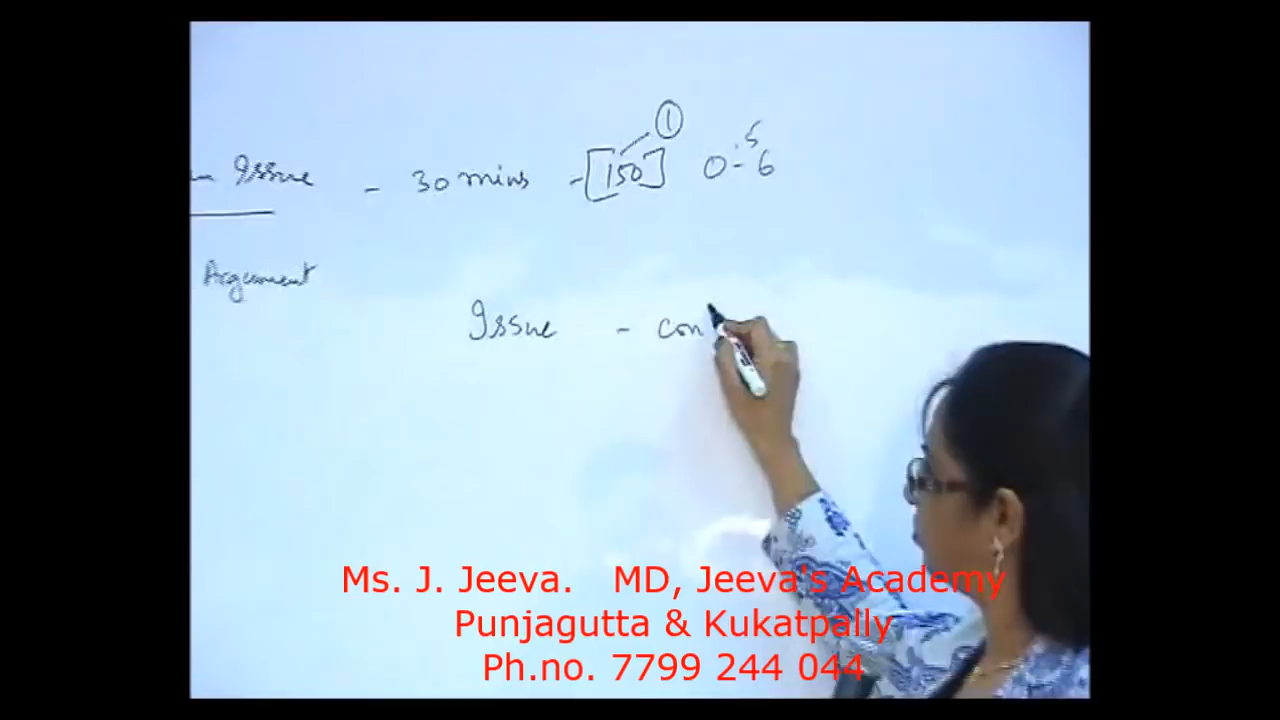 ①
5
Issue - 30 mins - [150] 0 - 6
Argument
Issue - con
Ms. J. Jeeva. MD, Jeeva's Academy
Punjagutta & Kukatpally
Ph.no. 7799 244 044